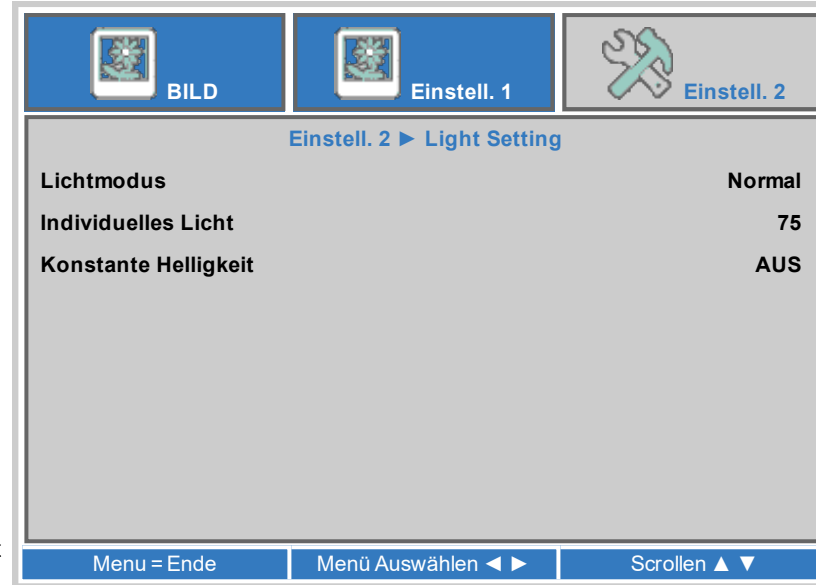 BILD
Einstell. 1
Einstell. 2
Einstell. 2 ► Light Setting
Lichtmodus Normal
Individuelles Licht 75
Konstante Helligkeit AUS
Menu = Ende Menü Auswählen ◄ ► Scrollen ▲ ▼